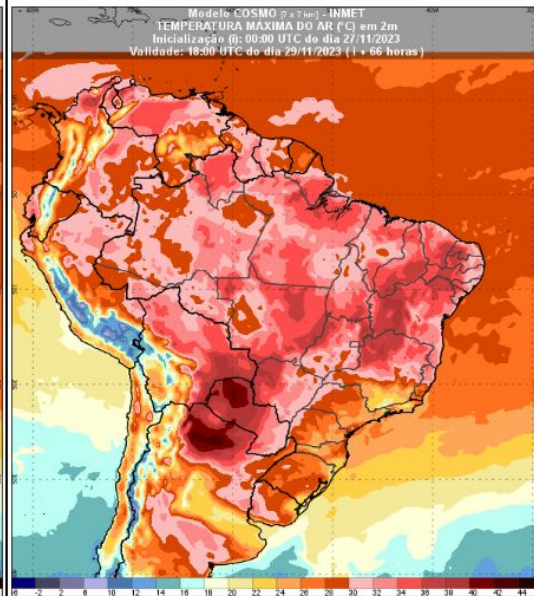 Modelo COSMO [7 x 7 km] - INMET
TEMPERATURA MÁXIMA DO AR (°C) em 2m
Inicialização (i): 00:00 UTC do dia 27/11/2023
Validade: 18:00 UTC do dia 29/11/2023 ( i + 66 horas )
-6 -2 2 6 10 12 14 16 18 20 22 24 26 28 30 32 34 36 38 40 42 44